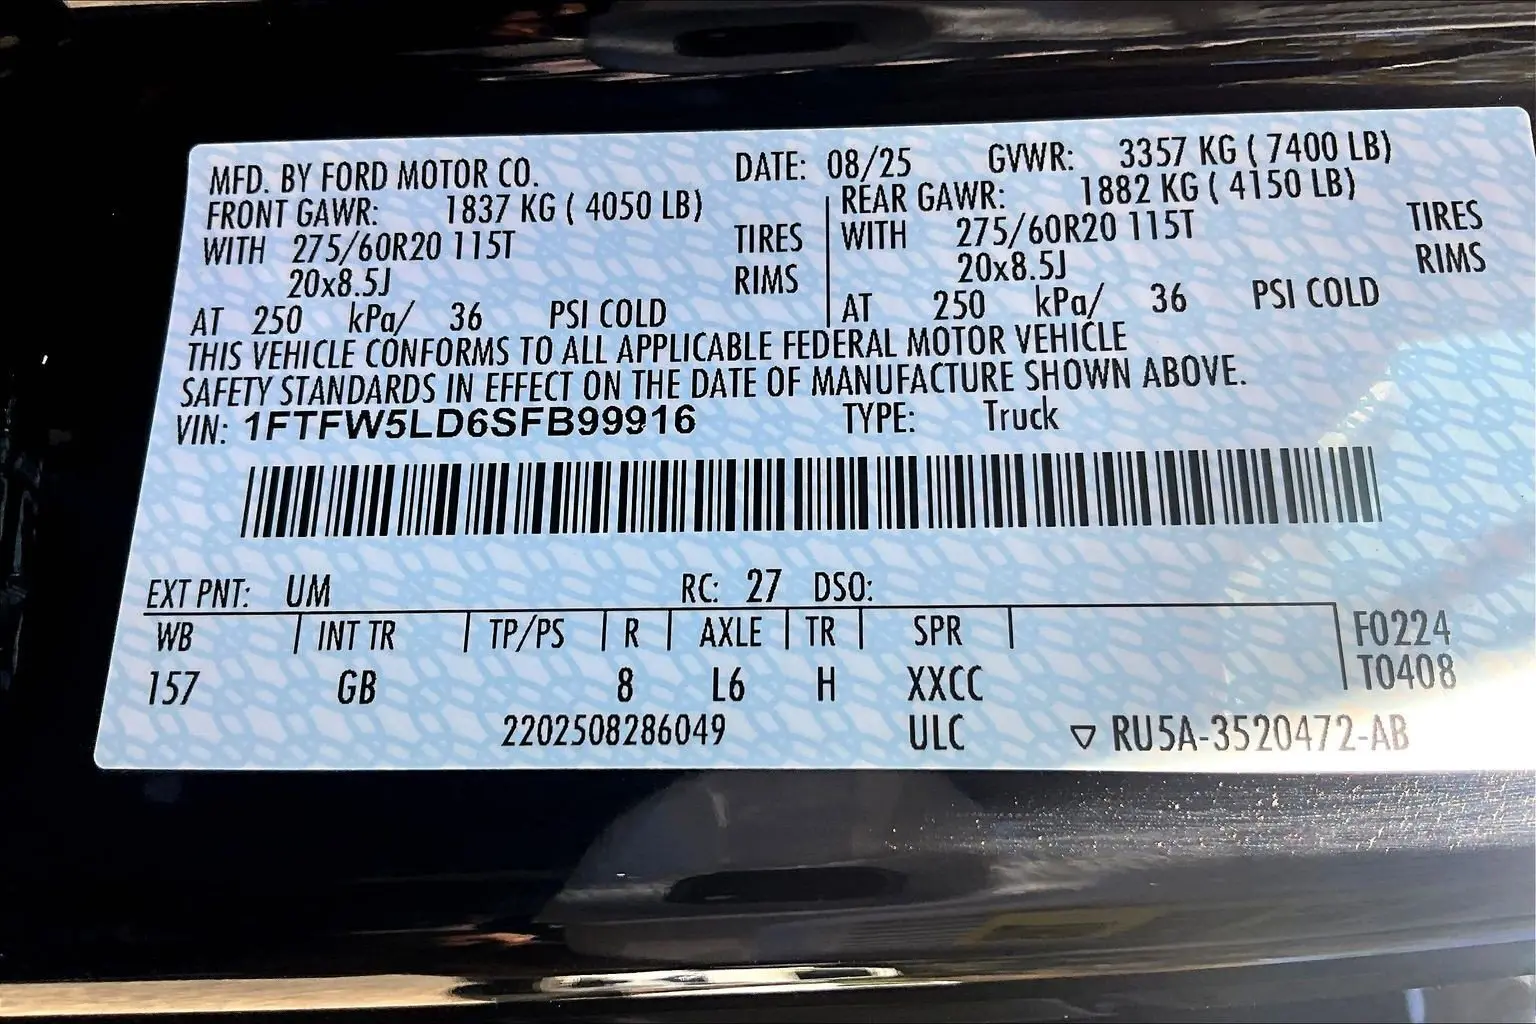 MFD. BY FORD MOTOR CO. DATE: 08/25 GVWR: 3357 KG ( 7400 LB)
FRONT GAWR: 1837 KG ( 4050 LB) REAR GAWR: 1882 KG ( 4150 LB)
WITH 275/60R20 115T TIRES WITH 275/60R20 115T TIRES
20x8.5J RIMS 20x8.5J RIMS
AT 250 kPa/ 36 PSI COLD AT 250 kPa/ 36 PSI COLD
THIS VEHICLE CONFORMS TO ALL APPLICABLE FEDERAL MOTOR VEHICLE
SAFETY STANDARDS IN EFFECT ON THE DATE OF MANUFACTURE SHOWN ABOVE.
VIN: 1FTFW5LD6SFB99916 TYPE: Truck
EXT PNT: UM RC: 27 DSO:
WB INT TR TP/PS R AXLE TR SPR F0224
157 GB 8 L6 H XXCC T0408
2202508286049 ULC ▽ RU5A-3520472-AB